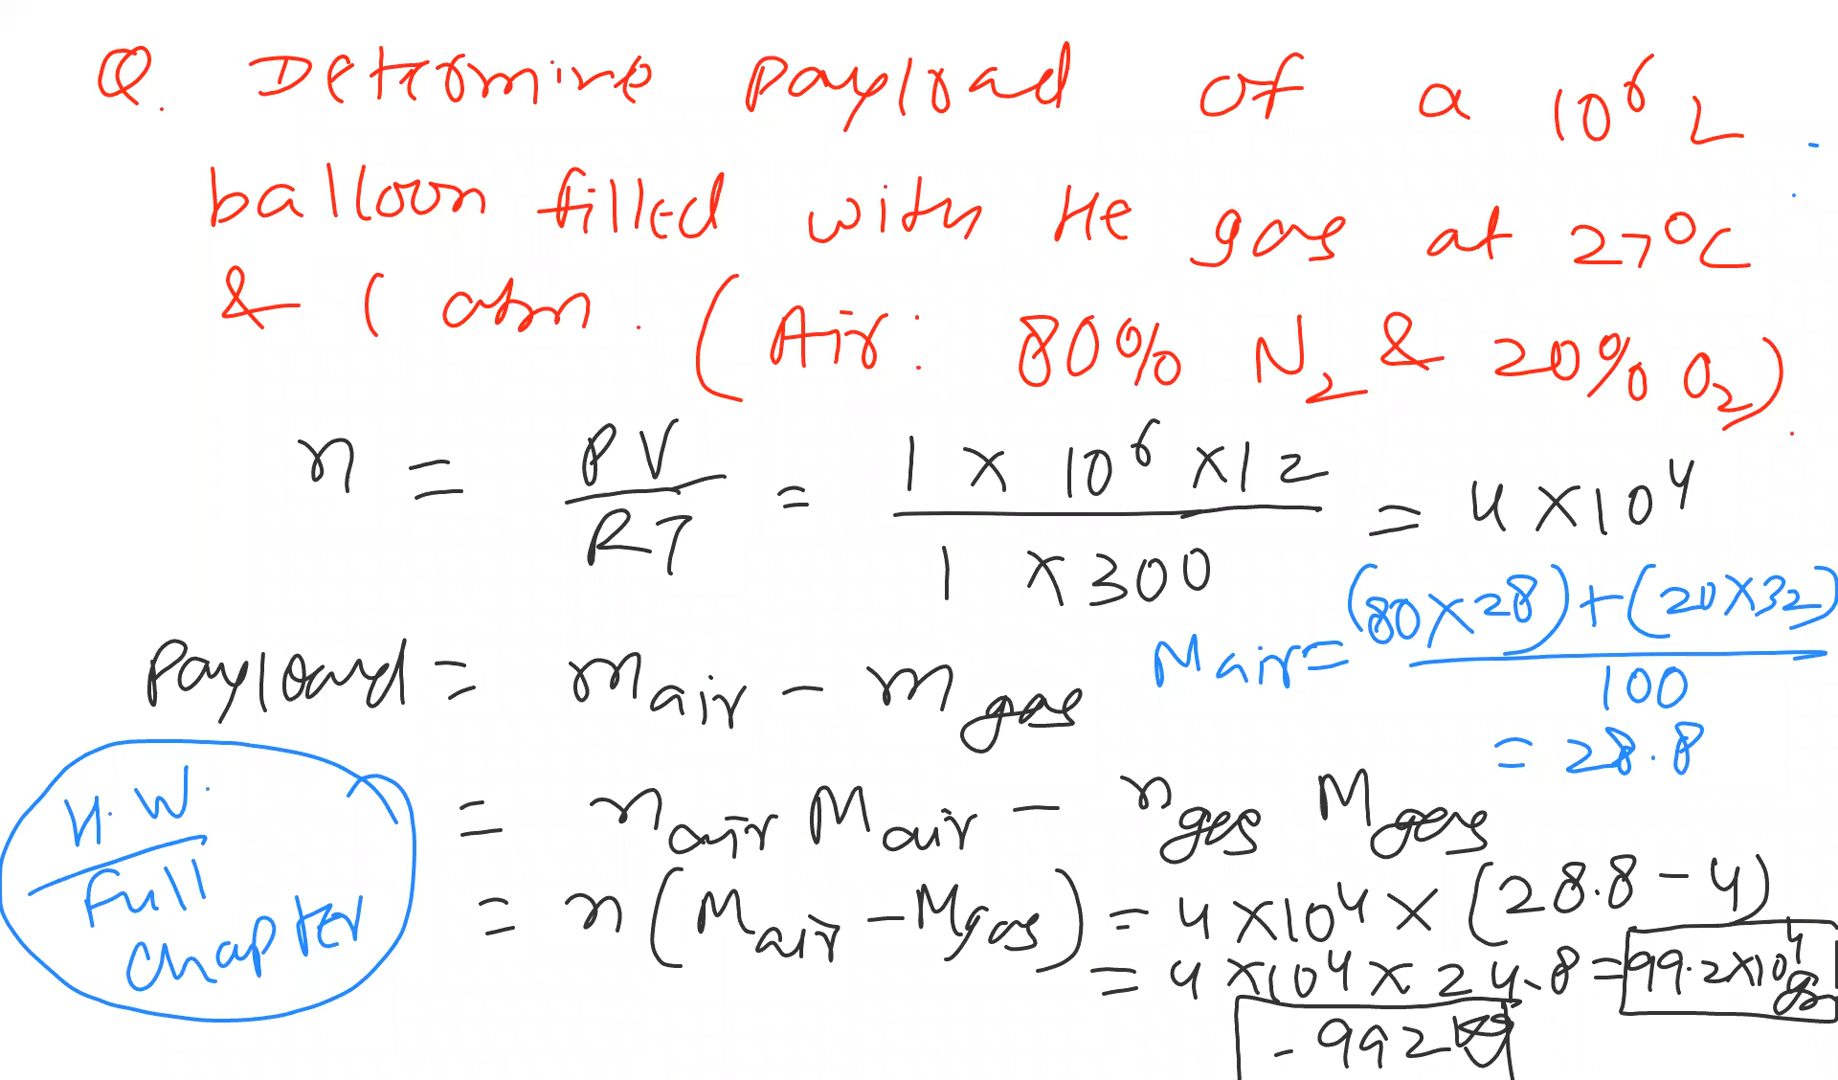 Q. Determine payload of a 10⁶ L
balloon filled with He gas at 27°C
& 1 atm. (Air: 80% N₂ & 20% O₂)
n = PV/RT = 1 × 10⁶ × 12 / 1 × 300 = 4 × 10⁴
Mair = (80×28)+(20×32) / 100
= 28.8
Payload = mair - mgas
= nair Mair - ngas Mgas
= n(Mair - Mgas) = 4×10⁴ × (28.8 - 4)
= 4×10⁴ × 24.8 = 99.2×10⁴ g
= 992 kg
H.W.
Full
chapter